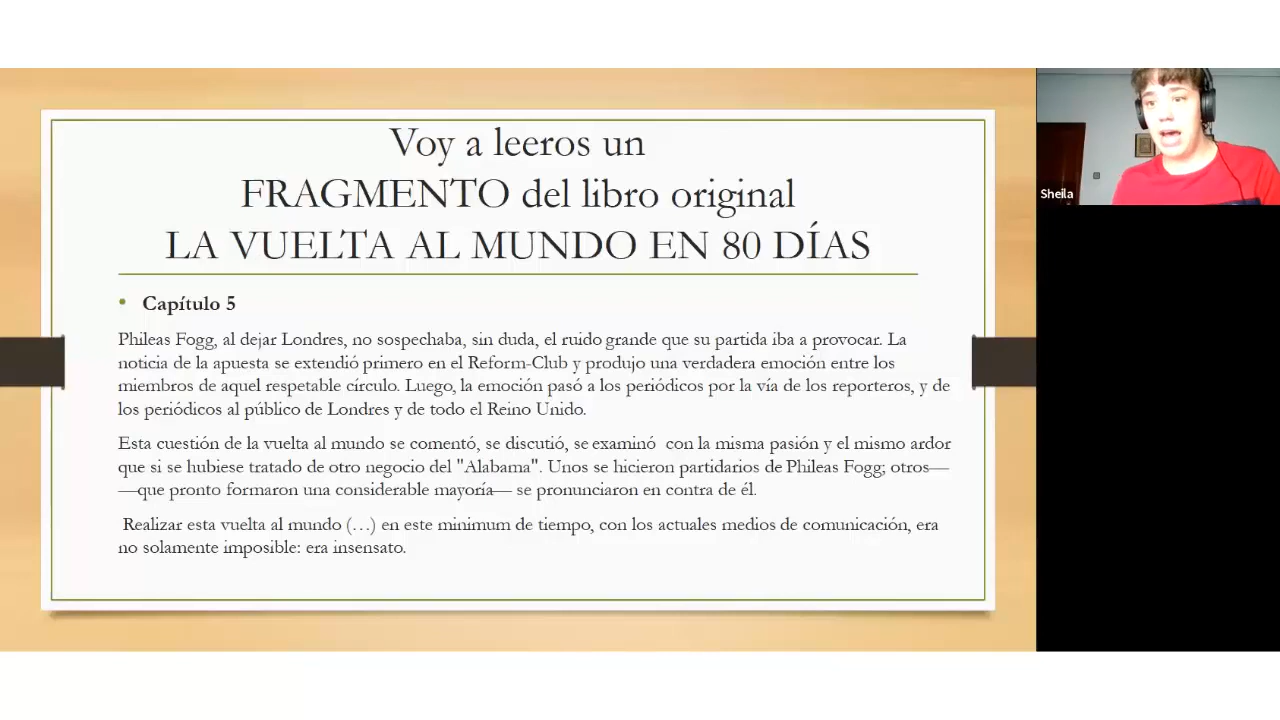 Voy a leeros un
FRAGMENTO del libro original
LA VUELTA AL MUNDO EN 80 DÍAS
• Capítulo 5
Phileas Fogg, al dejar Londres, no sospechaba, sin duda, el ruido grande que su partida iba a provocar. La
noticia de la apuesta se extendió primero en el Reform-Club y produjo una verdadera emoción entre los
miembros de aquel respetable círculo. Luego, la emoción pasó a los periódicos por la vía de los reporteros, y de
los periódicos al público de Londres y de todo el Reino Unido.
Esta cuestión de la vuelta al mundo se comentó, se discutió, se examinó con la misma pasión y el mismo ardor
que si se hubiese tratado de otro negocio del "Alabama". Unos se hicieron partidarios de Phileas Fogg; otros—
—que pronto formaron una considerable mayoría— se pronunciaron en contra de él.
Realizar esta vuelta al mundo (…) en este minimum de tiempo, con los actuales medios de comunicación, era
no solamente imposible: era insensato.
Sheila